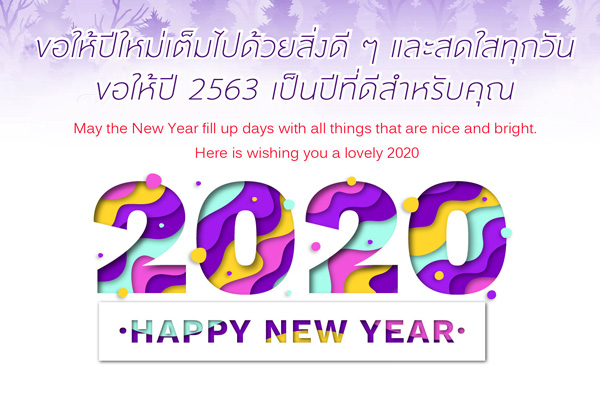 ขอให้ปีใหม่เต็มไปด้วยสิ่งดี ๆ และสดใสทุกวัน
ขอให้ปี 2563 เป็นปีที่ดีสำหรับคุณ
May the New Year fill up days with all things that are nice and bright.
Here is wishing you a lovely 2020
2020
·HAPPY NEW YEAR·